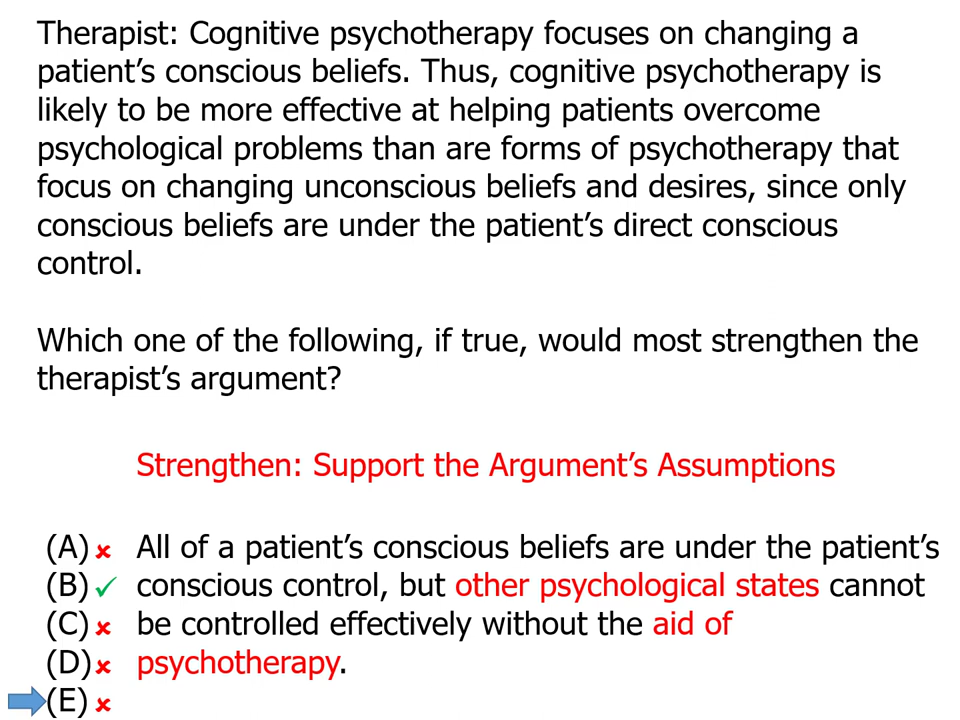 Therapist: Cognitive psychotherapy focuses on changing a
patient’s conscious beliefs. Thus, cognitive psychotherapy is
likely to be more effective at helping patients overcome
psychological problems than are forms of psychotherapy that
focus on changing unconscious beliefs and desires, since only
conscious beliefs are under the patient’s direct conscious
control.
Which one of the following, if true, would most strengthen the
therapist’s argument?
Strengthen: Support the Argument’s Assumptions
(A) ✘ All of a patient’s conscious beliefs are under the patient’s
(B) ✓ conscious control, but other psychological states cannot
(C) ✘ be controlled effectively without the aid of
(D) ✘ psychotherapy.
(E) ✘